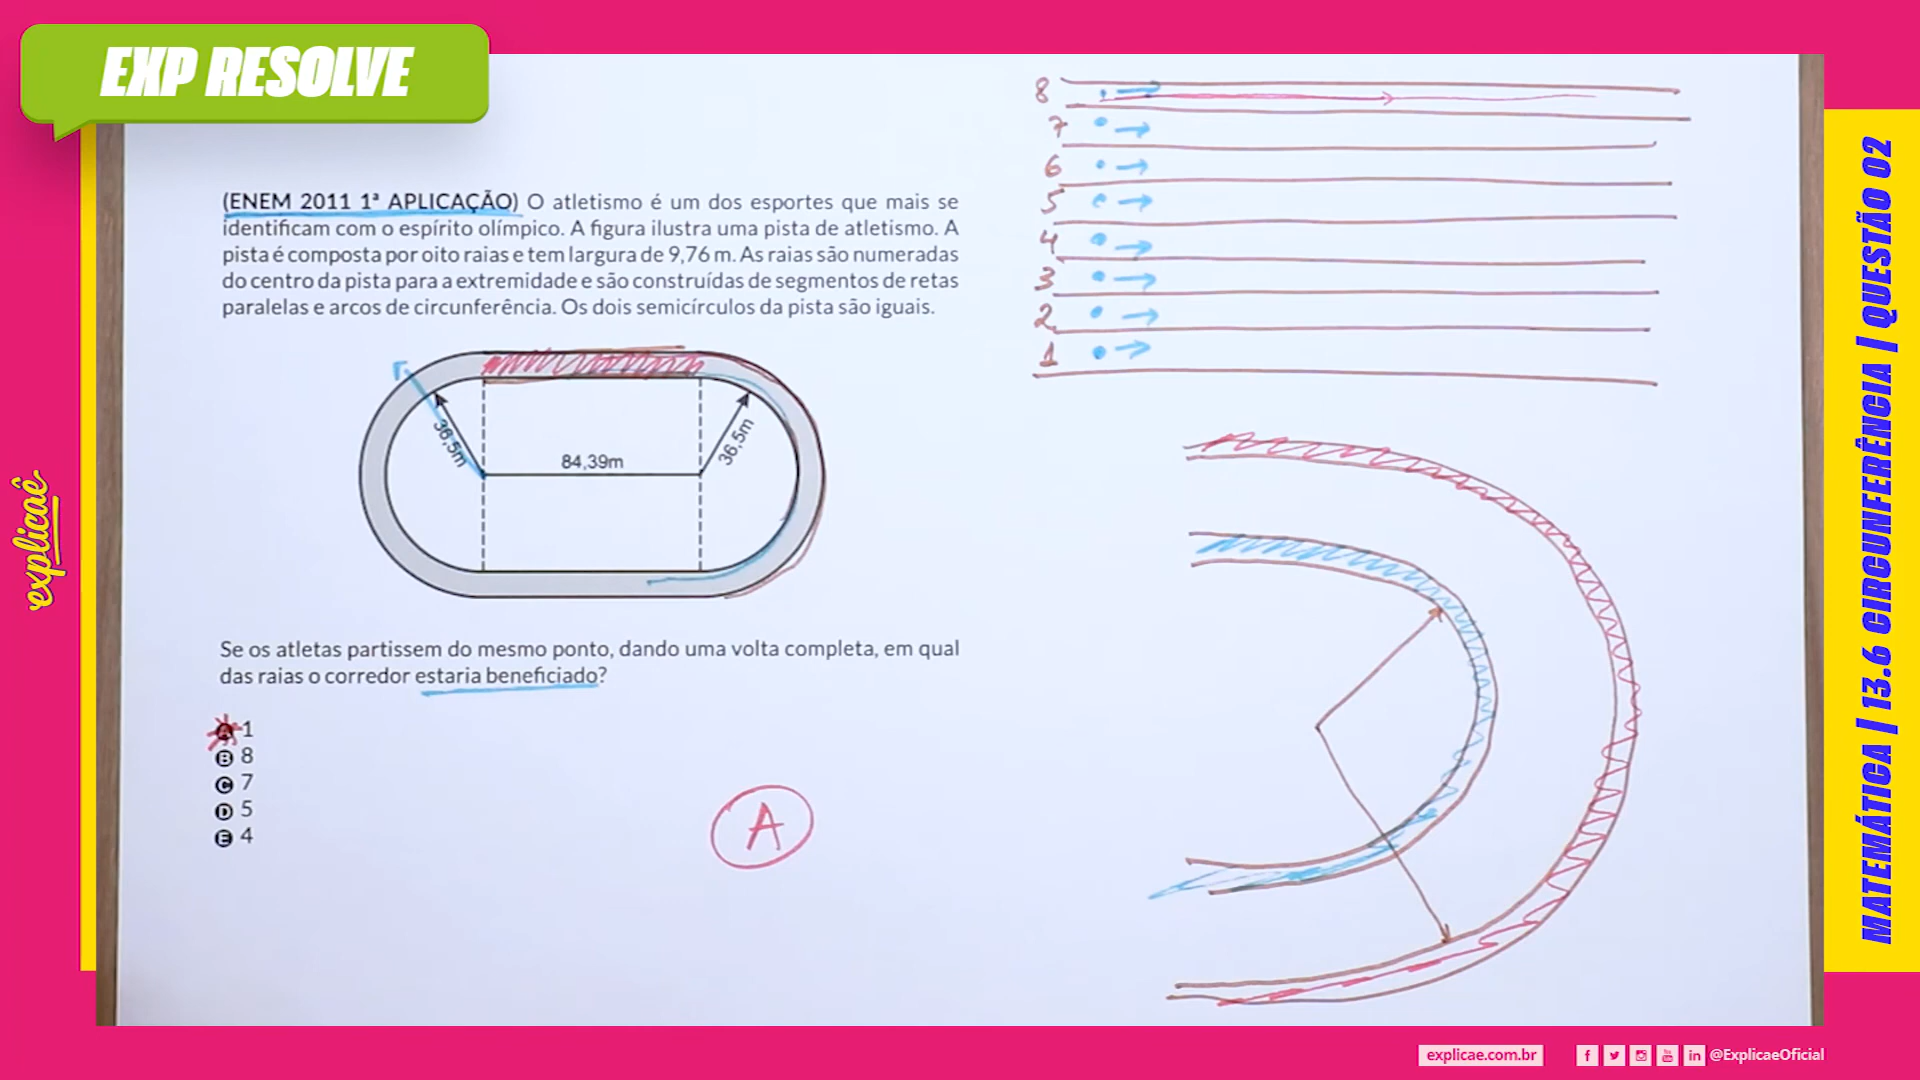 EXP RESOLVE
(ENEM 2011 1ª APLICAÇÃO) O atletismo é um dos esportes que mais se
identificam com o espírito olímpico. A figura ilustra uma pista de atletismo. A
pista é composta por oito raias e tem largura de 9,76 m. As raias são numeradas
do centro da pista para a extremidade e são construídas de segmentos de retas
paralelas e arcos de circunferência. Os dois semicírculos da pista são iguais.
36,5m
84,39m
36,5m
Se os atletas partissem do mesmo ponto, dando uma volta completa, em qual
das raias o corredor estaria beneficiado?
A 1
B 8
C 7
D 5
E 4
A
8
7
6
5
4
3
2
1
explicaê
MATEMÁTICA | 13.6 CIRCUNFERÊNCIA | QUESTÃO 02
explicae.com.br
@ExplicaeOficial